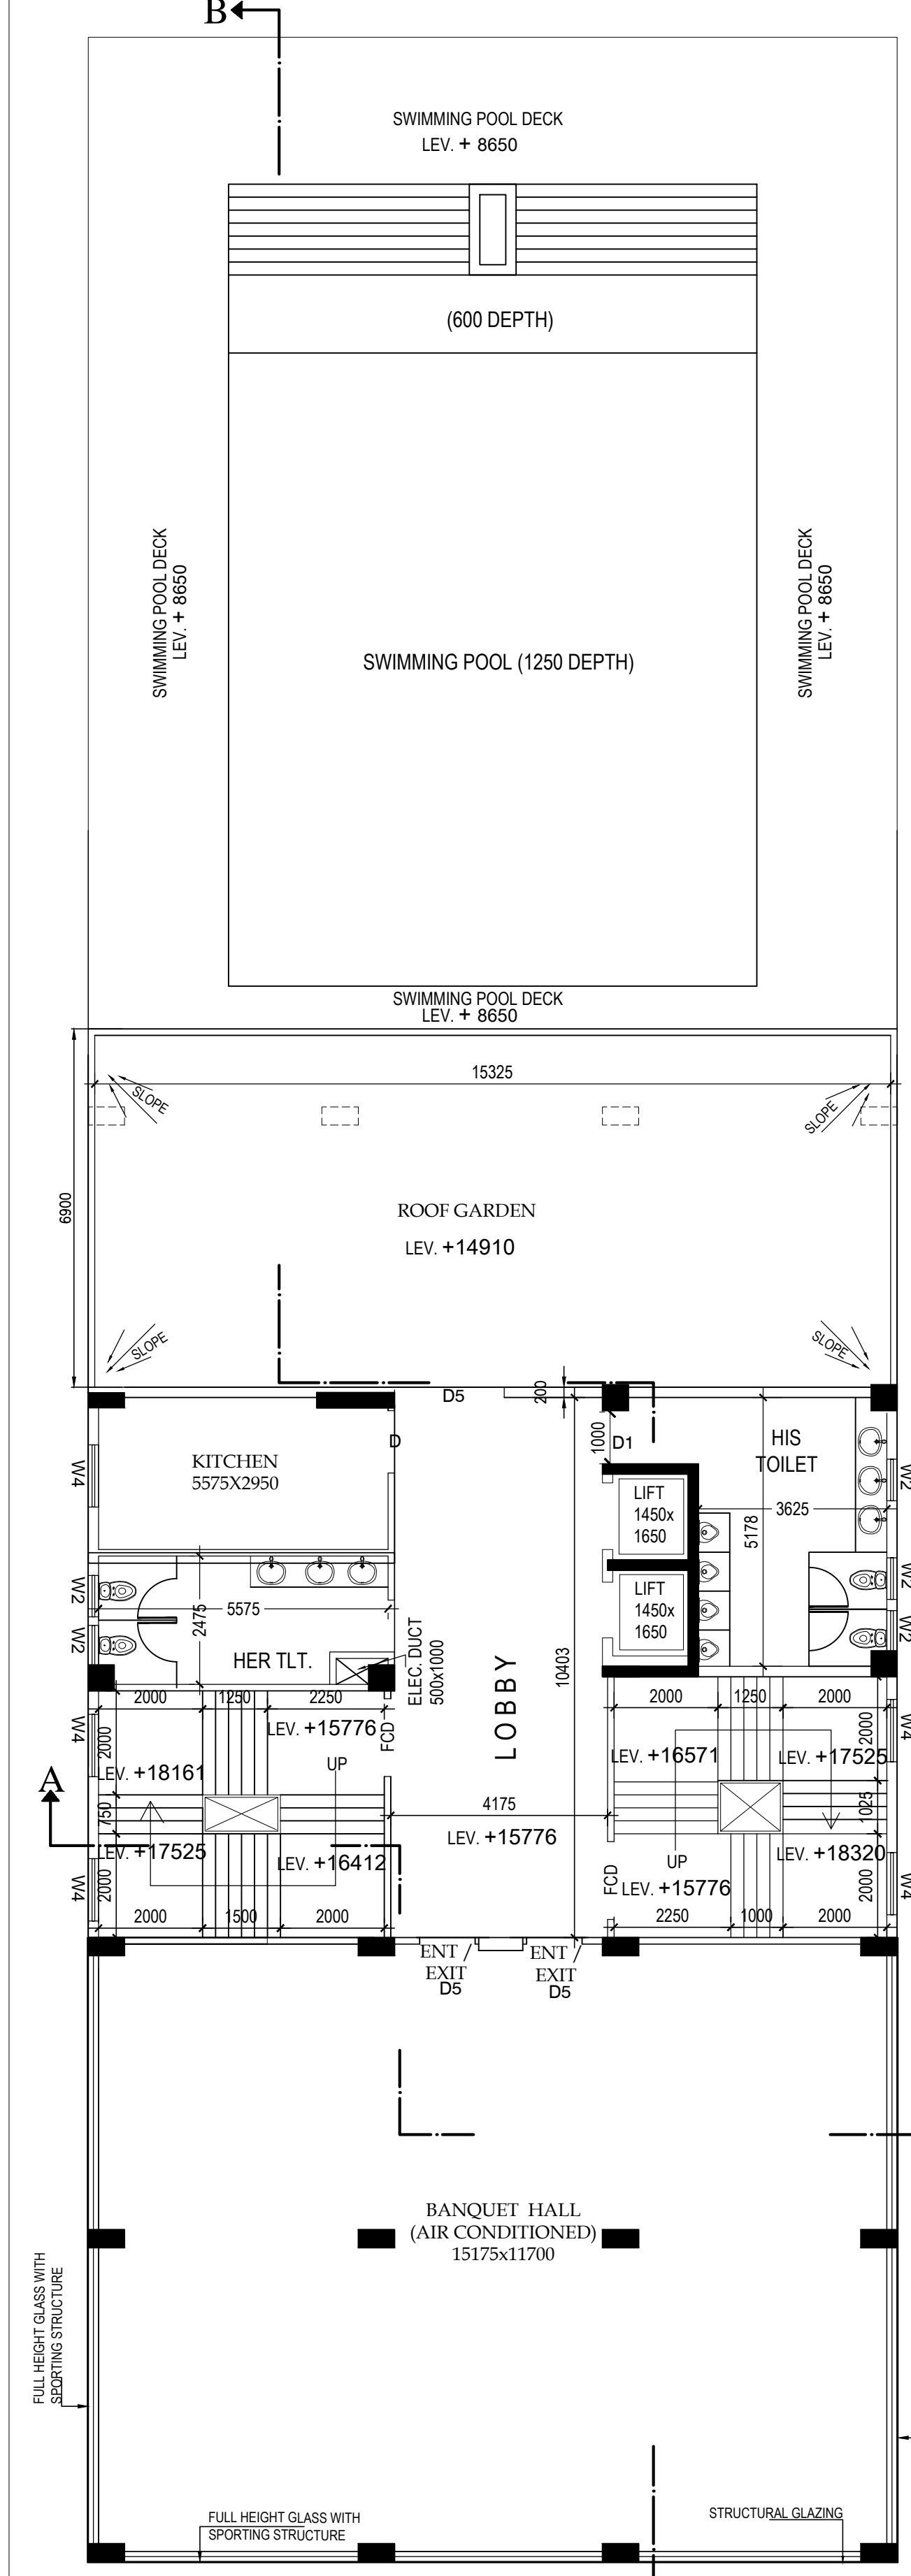 B
SWIMMING POOL DECK
LEV. + 8650
(600 DEPTH)
SWIMMING POOL DECK
LEV. + 8650
SWIMMING POOL (1250 DEPTH)
SWIMMING POOL DECK
LEV. + 8650
SWIMMING POOL DECK
LEV. + 8650
15325
SLOPE
SLOPE
6900
ROOF GARDEN
LEV. +14910
SLOPE
SLOPE
D5
200
D
1000
D1
HIS
TOILET
KITCHEN
5575X2950
W4
W2
LIFT
1450x
1650
3625
5178
W2
2475
5575
W2
W2
HER TLT.
ELEC. DUCT
500x1000
LIFT
1450x
1650
W2
W2
LOBBY
10403
2000
1250
2250
LEV. +15776
FCD
UP
W4
2000
LEV. +18161
750
A
LEV. +17525
LEV. +16412
W4
2000
2000
1500
2000
4175
LEV. +15776
2000
1250
2000
LEV. +16571
LEV. +17525
2000
W4
1025
UP
LEV. +18320
FCD
LEV. +15776
2000
W4
2250
1000
2000
ENT /
EXIT
D5
ENT /
EXIT
D5
BANQUET HALL
(AIR CONDITIONED)
15175x11700
FULL HEIGHT GLASS WITH
SPORTING STRUCTURE
FULL HEIGHT GLASS WITH
SPORTING STRUCTURE
STRUCTURAL GLAZING